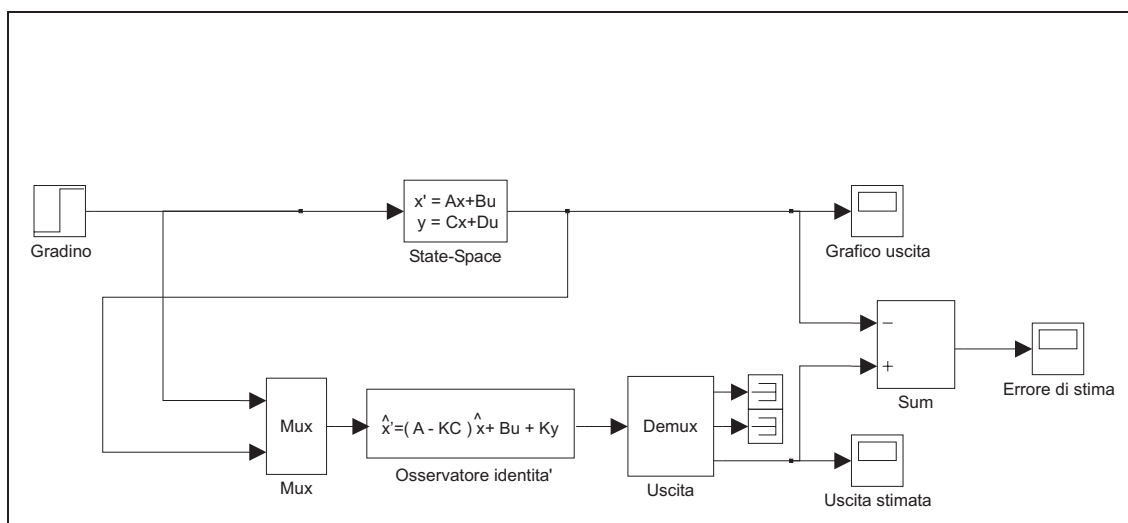 x' = Ax+Bu
y = Cx+Du
Gradino
State-Space
Grafico uscita
−
+
Sum
Errore di stima
Mux
Mux
x̂'=( A - KC ) x̂+ Bu + Ky
Osservatore identita'
Demux
Uscita
Uscita stimata